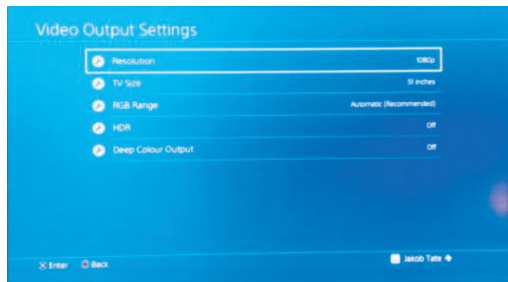 Video Output Settings
Resolution 1080p
TV Size 51 inches
RGB Range Automatic (Recommended)
HDR Off
Deep Colour Output Off
Enter Back Jakob Tate